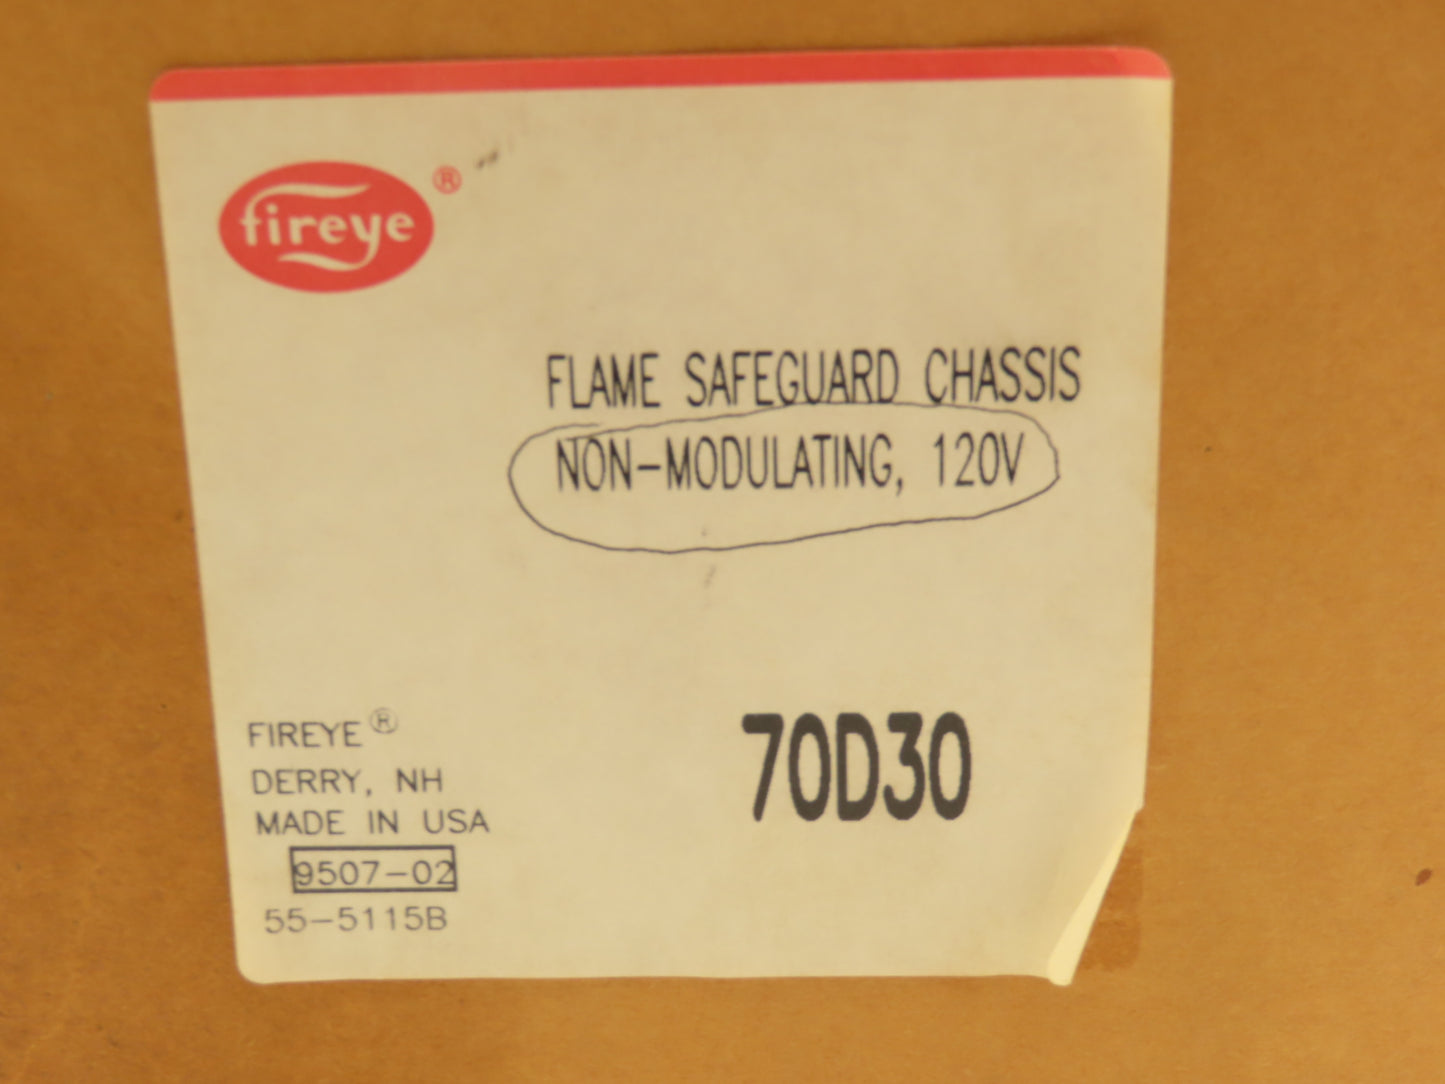 fireye®
FLAME SAFEGUARD CHASSIS
NON-MODULATING, 120V
FIREYE®
DERRY, NH
MADE IN USA
9507-02
55-5115B
70D30